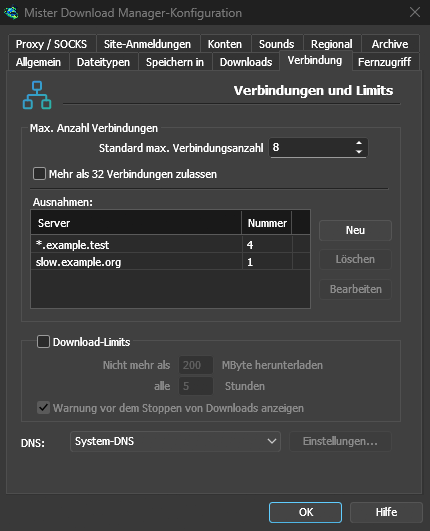 Mister Download Manager-Konfiguration
Proxy / SOCKS Site-Anmeldungen Konten Sounds Regional Archive
Allgemein Dateitypen Speichern in Downloads Verbindung Fernzugriff
Verbindungen und Limits
Max. Anzahl Verbindungen
Standard max. Verbindungsanzahl 8
Mehr als 32 Verbindungen zulassen
Ausnahmen:
Server Nummer
*.example.test 4
slow.example.org 1
Neu
Löschen
Bearbeiten
Download-Limits
Nicht mehr als 200 MByte herunterladen
alle 5 Stunden
Warnung vor dem Stoppen von Downloads anzeigen
DNS: System-DNS Einstellungen...
OK Hilfe